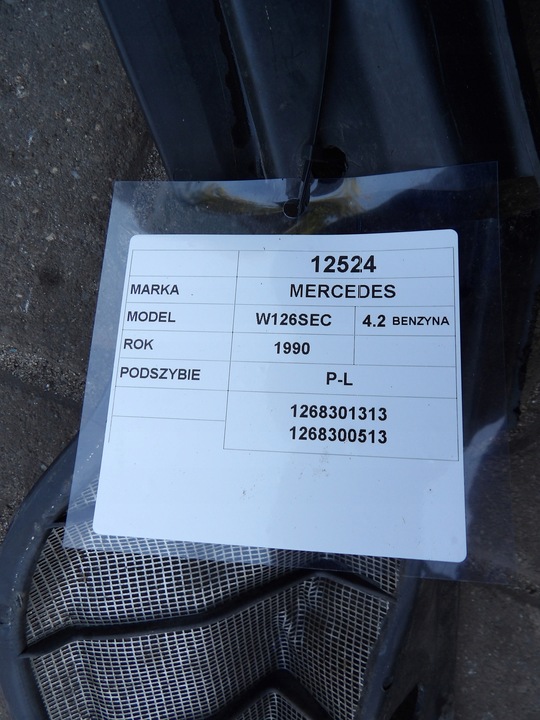 12524
MARKA MERCEDES
MODEL W126SEC 4.2 BENZYNA
ROK 1990
PODSZYBIE P-L
1268301313
1268300513